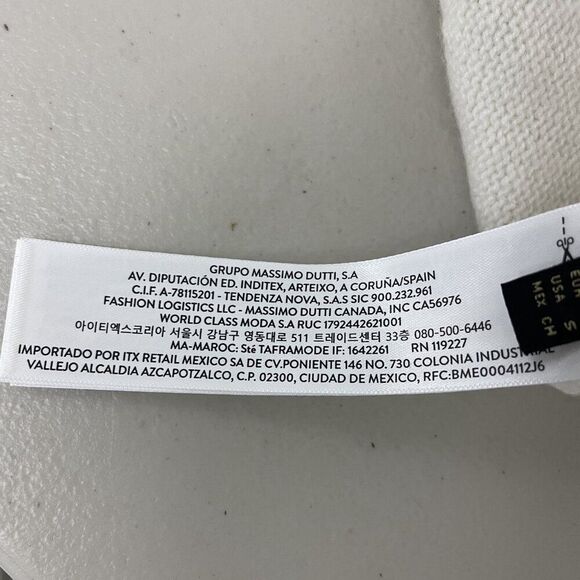 GRUPO MASSIMO DUTTI, S.A
AV. DIPUTACIÓN ED. INDITEX, ARTEIXO, A CORUÑA/SPAIN
C.I.F. A-78115201 - TENDENZA NOVA, S.A.S SIC 900.232.961
FASHION LOGISTICS LLC - MASSIMO DUTTI CANADA, INC CA56976
WORLD CLASS MODA S.A RUC 1792442621001
아이티엑스코리아 서울시 강남구 영동대로 511 트레이드센터 33층 080-500-6446
MA-MAROC: Sté TAFRAMODE IF: 1642261 RN 119227
IMPORTADO POR ITX RETAIL MEXICO SA DE CV.PONIENTE 146 NO. 730 COLONIA INDUSTRIAL
VALLEJO ALCALDIA AZCAPOTZALCO, C.P. 02300, CIUDAD DE MEXICO, RFC:BME0004112J6
EUR S
USA
MEX CH